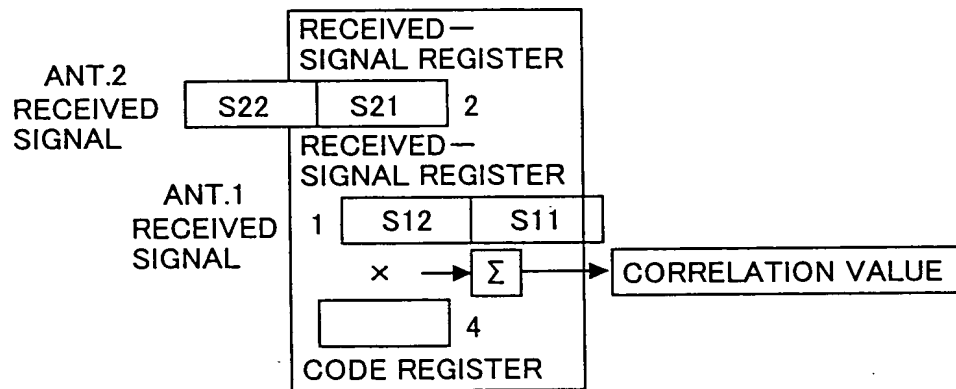 RECEIVED—
SIGNAL REGISTER
ANT.2
RECEIVED
SIGNAL
S22 S21 2
RECEIVED—
SIGNAL REGISTER
ANT.1
RECEIVED
SIGNAL
1 S12 S11
× Σ CORRELATION VALUE
4
CODE REGISTER